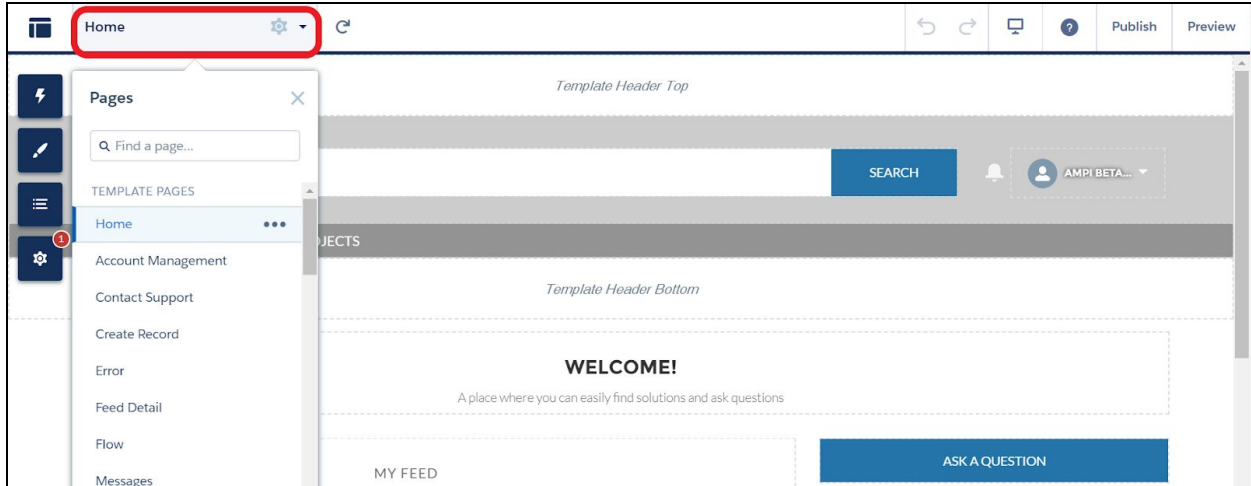 Home
?
Publish
Preview
Pages
Find a page...
TEMPLATE PAGES
Home
Account Management
Contact Support
Create Record
Error
Feed Detail
Flow
Messages
1
Template Header Top
SEARCH
AMPI BETA...
JECTS
Template Header Bottom
WELCOME!
A place where you can easily find solutions and ask questions
MY FEED
ASK A QUESTION